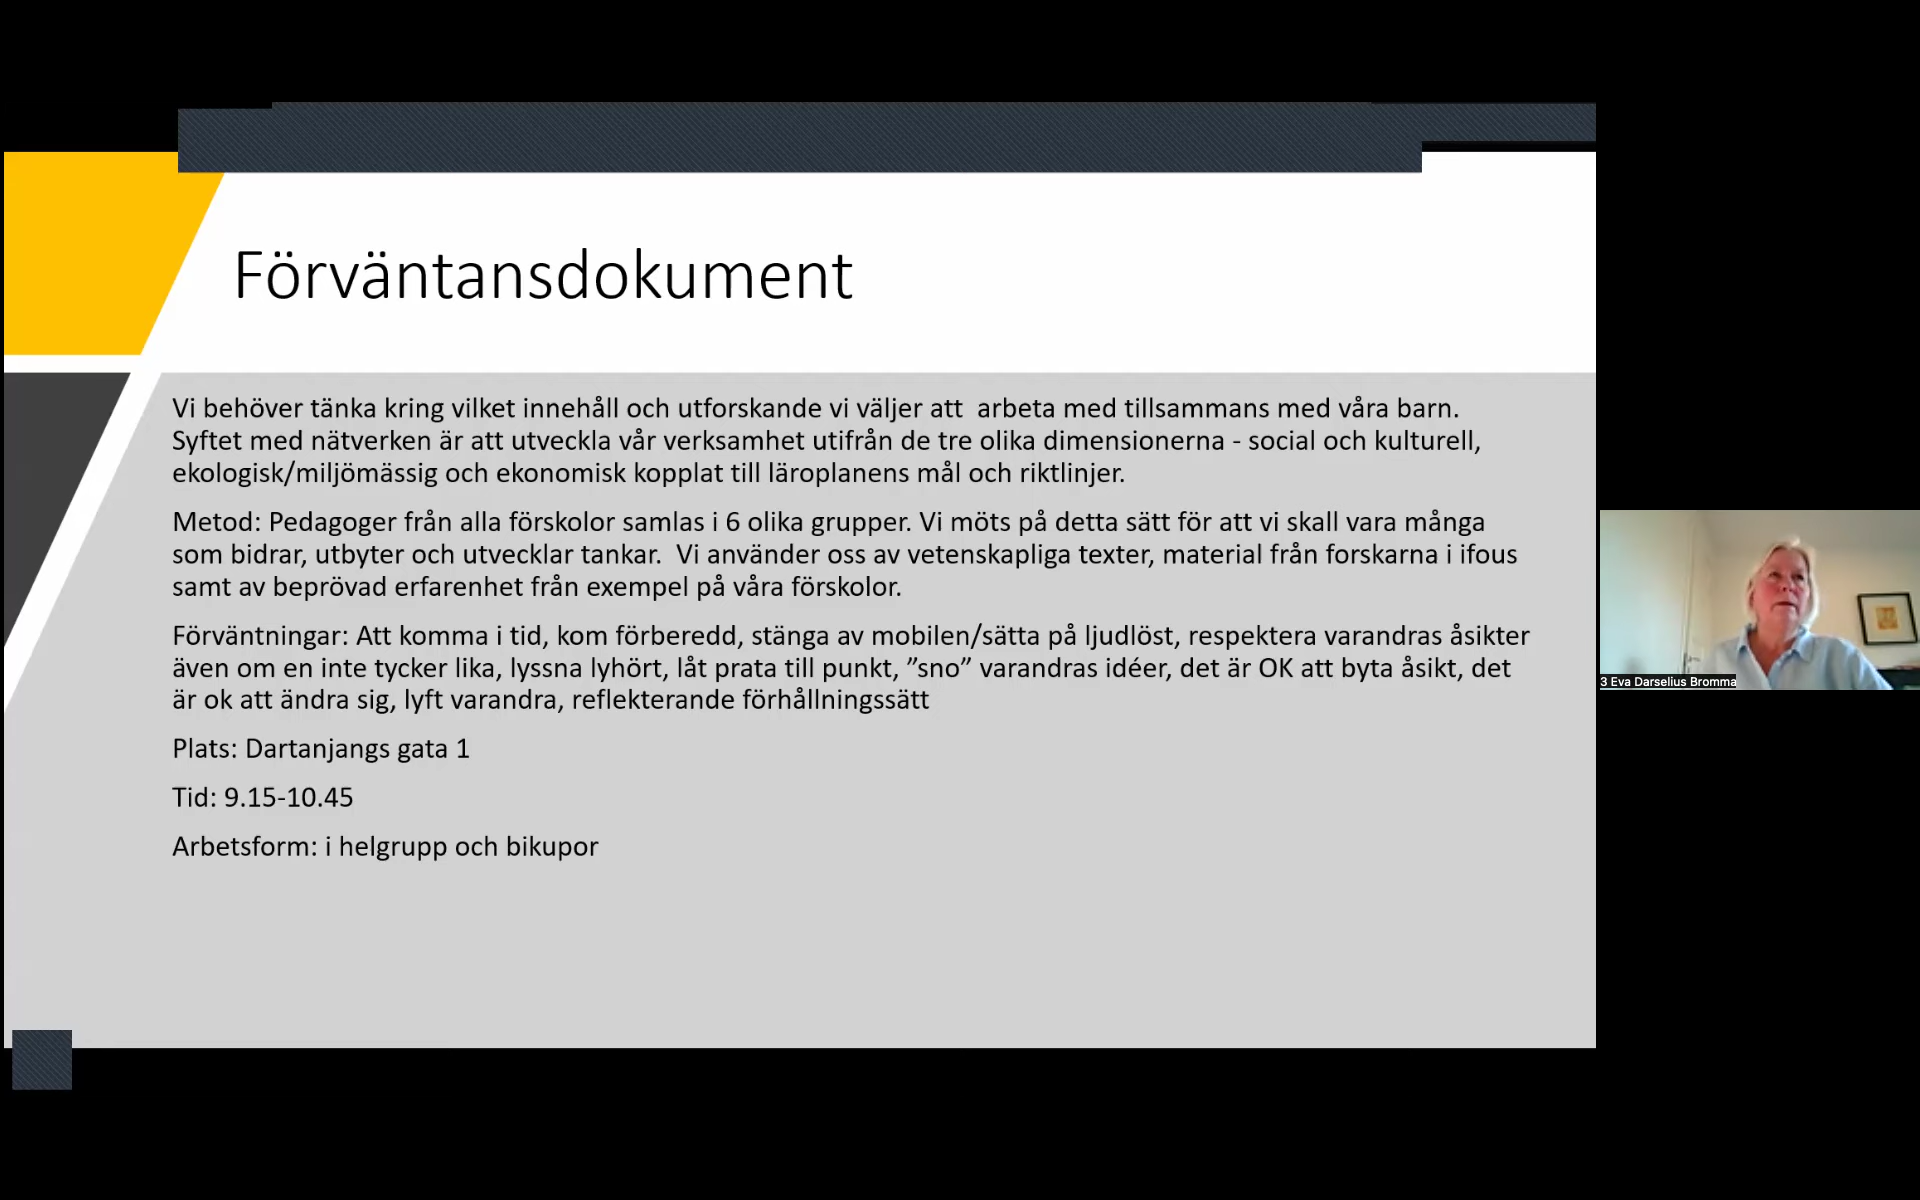 Förväntansdokument
Vi behöver tänka kring vilket innehåll och utforskande vi väljer att  arbeta med tillsammans med våra barn.
Syftet med nätverken är att utveckla vår verksamhet utifrån de tre olika dimensionerna - social och kulturell,
ekologisk/miljömässig och ekonomisk kopplat till läroplanens mål och riktlinjer.
Metod: Pedagoger från alla förskolor samlas i 6 olika grupper. Vi möts på detta sätt för att vi skall vara många
som bidrar, utbyter och utvecklar tankar.  Vi använder oss av vetenskapliga texter, material från forskarna i ifous
samt av beprövad erfarenhet från exempel på våra förskolor.
Förväntningar: Att komma i tid, kom förberedd, stänga av mobilen/sätta på ljudlöst, respektera varandras åsikter
även om en inte tycker lika, lyssna lyhört, låt prata till punkt, ”sno” varandras idéer, det är OK att byta åsikt, det
är ok att ändra sig, lyft varandra, reflekterande förhållningssätt
Plats: Dartanjangs gata 1
Tid: 9.15-10.45
Arbetsform: i helgrupp och bikupor
3 Eva Darselius Bromma